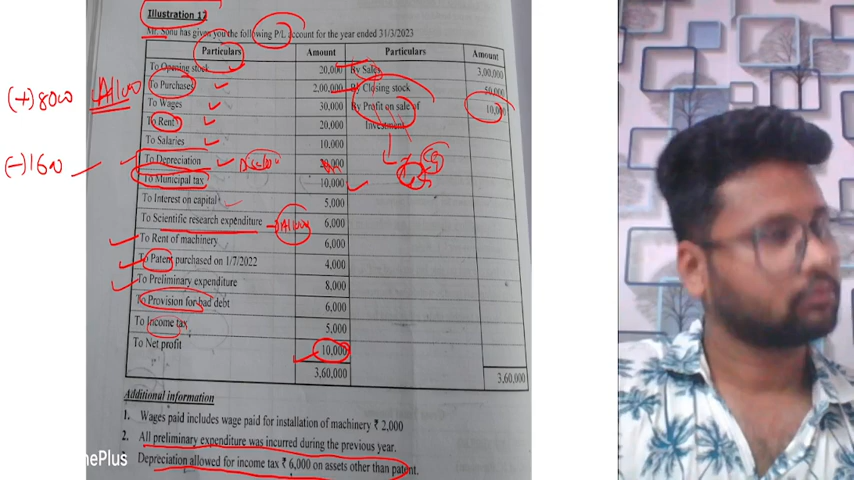 Illustration 12
Mr. Sonu has given you the following P/L account for the year ended 31/3/2023
Particulars Amount Particulars Amount
To Opening stock 20,000 By Sales 3,00,000
To Purchase 2,00,000 By Closing stock 50,000
To Wages 30,000 By Profit on sale of 10,000
To Rent 20,000 Investment
To Salaries 10,000
To Depreciation
To Municipal tax 10,000
To Interest on capital 5,000
To Scientific research expenditure 6,000
To Rent of machinery 6,000
To Patent purchased on 1/7/2022 4,000
To Preliminary expenditure 8,000
To Provision for bad debt 6,000
To Income tax 5,000
To Net profit 10,000
3,60,000 3,60,000
Additional information
1. Wages paid includes wage paid for installation of machinery ₹ 2,000
2. All preliminary expenditure was incurred during the previous year.
Depreciation allowed for income tax ₹ 6,000 on assets other than patent.
(+) 8000
(-) 1600
nePlus